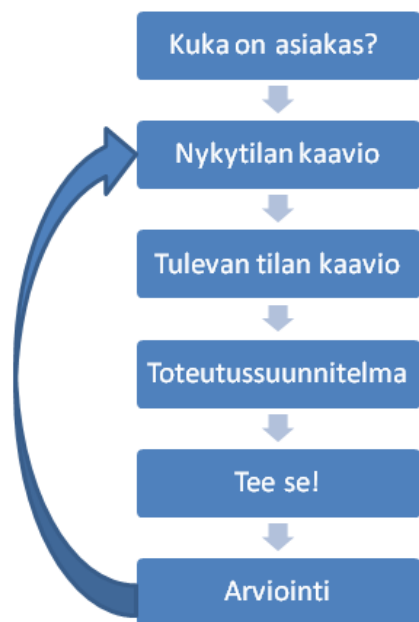 Kuka on asiakas?
Nykytilan kaavio
Tulevan tilan kaavio
Toteutussuunnitelma
Tee se!
Arviointi